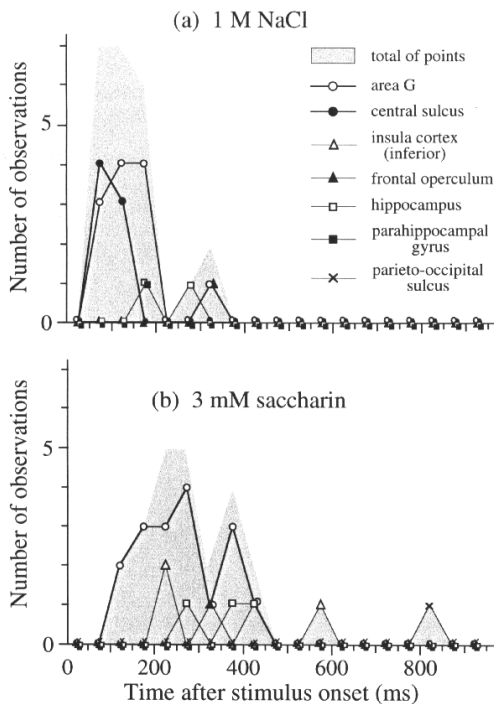 (a) 1 M NaCl
Number of observations
5
0
total of points
area G
central sulcus
insula cortex
(inferior)
frontal operculum
hippocampus
parahippocampal
gyrus
parieto-occipital
sulcus
(b) 3 mM saccharin
Number of observations
5
0
0 200 400 600 800
Time after stimulus onset (ms)